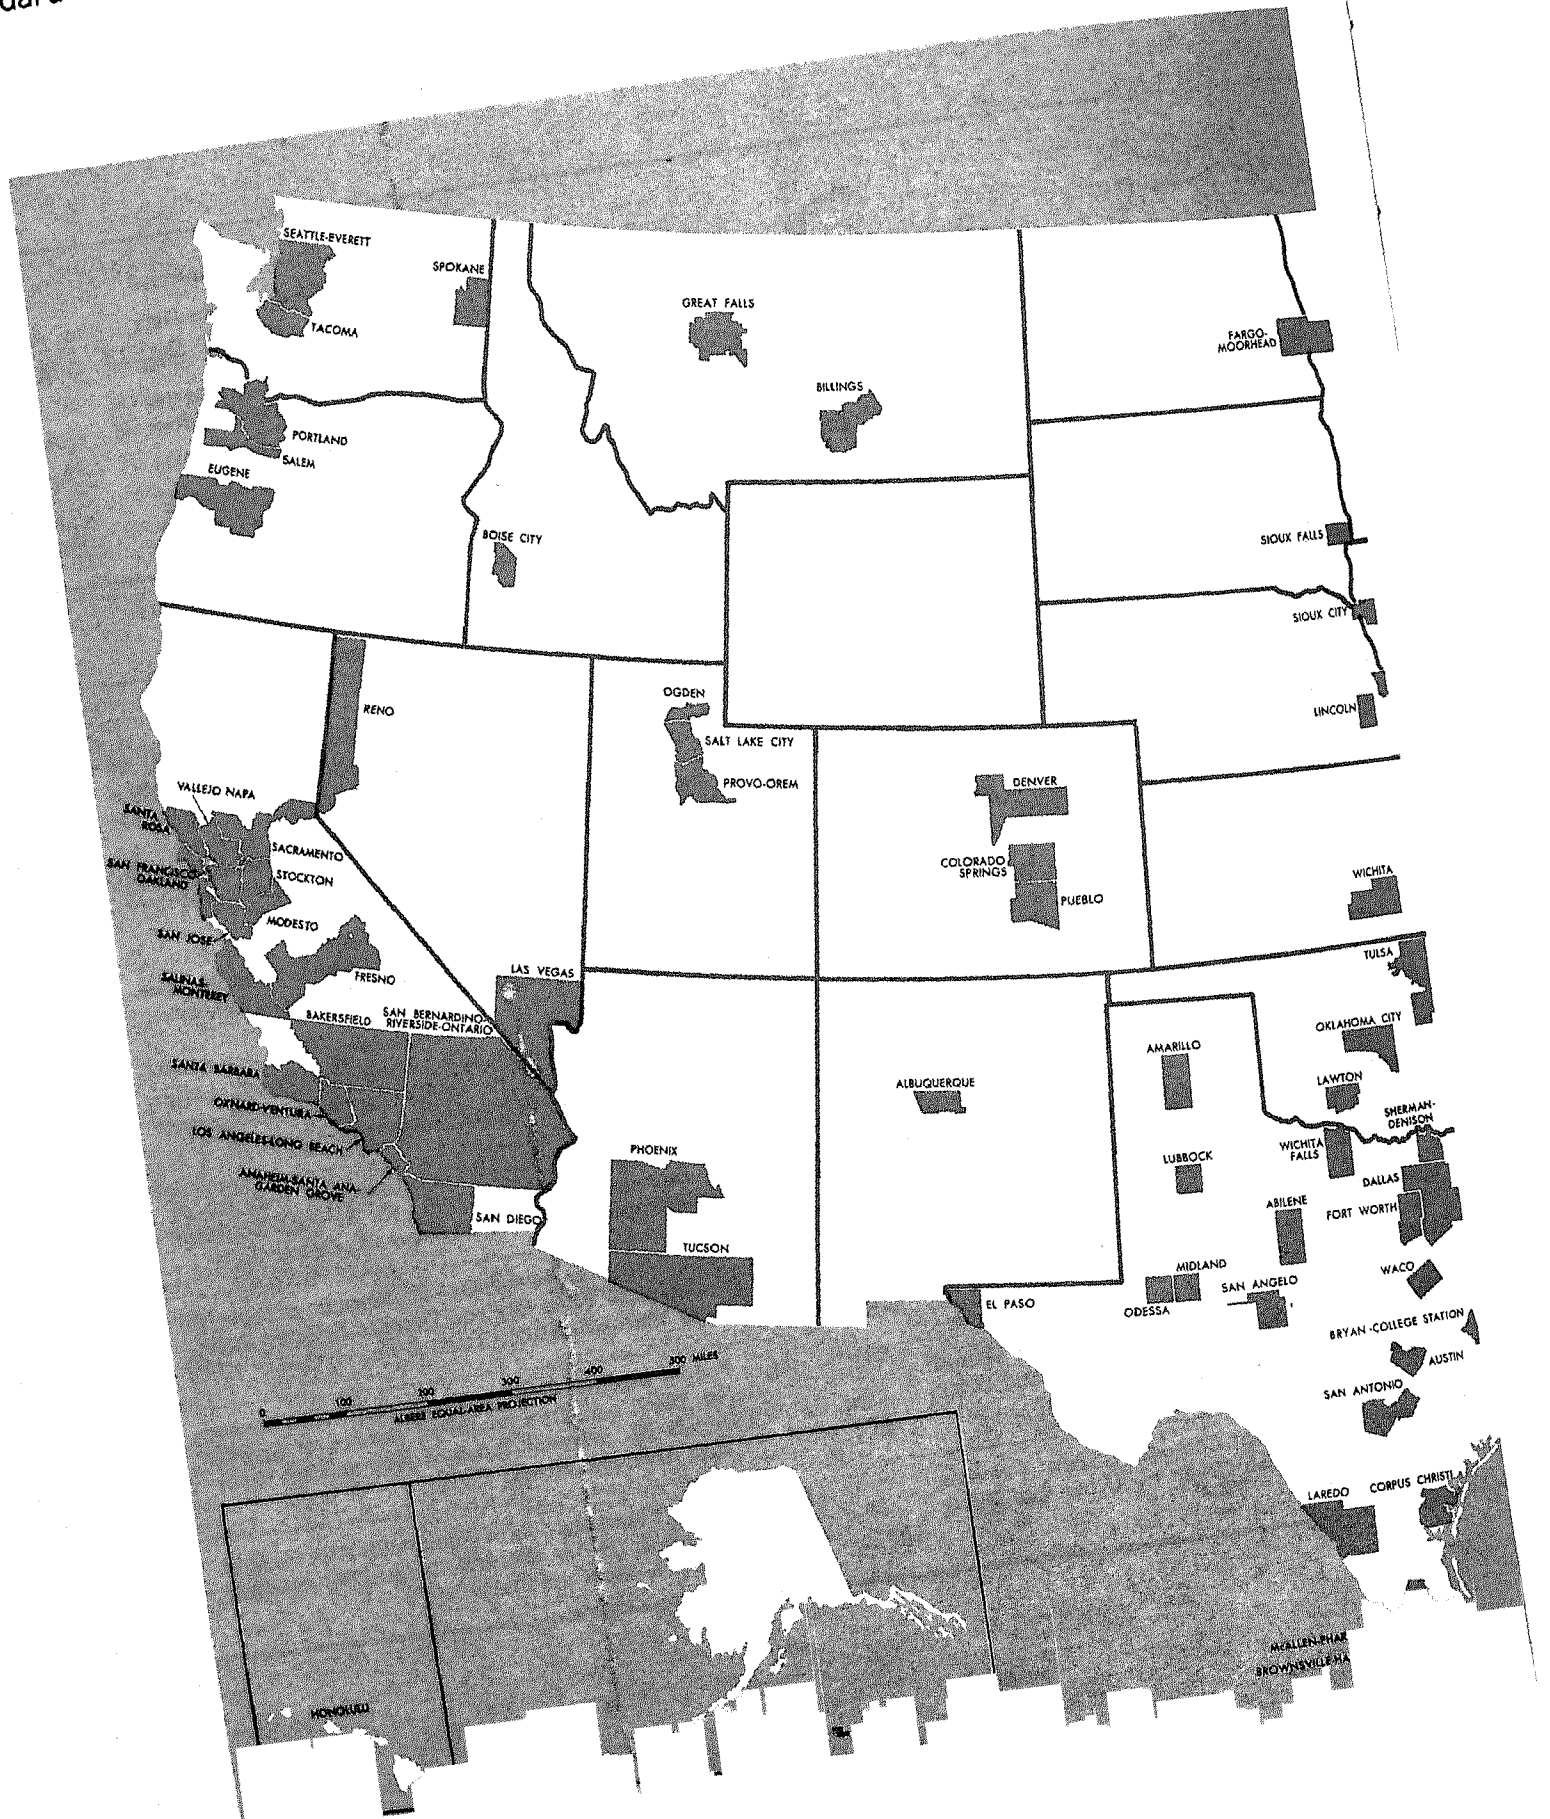 SEATTLE-EVERETT
SPOKANE
TACOMA
GREAT FALLS
FARGO-
MOORHEAD
BILLINGS
PORTLAND
SALEM
EUGENE
BOISE CITY
SIOUX FALLS
SIOUX CITY
RENO
OGDEN
LINCOLN
SALT LAKE CITY
PROVO-OREM
DENVER
VALLEJO NAPA
SANTA
ROSA
SACRAMENTO
SAN FRANCISCO
OAKLAND
STOCKTON
COLORADO
SPRINGS
PUEBLO
WICHITA
MODESTO
SAN JOSE
FRESNO
LAS VEGAS
TULSA
SALINAS-
MONTEREY
BAKERSFIELD
SAN BERNARDINO-
RIVERSIDE-ONTARIO
OKLAHOMA CITY
AMARILLO
SANTA BARBARA
ALBUQUERQUE
LAWTON
OXNARD-VENTURA
SHERMAN-
DENISON
LOS ANGELES-LONG BEACH
PHOENIX
WICHITA
FALLS
LUBBOCK
ANAHEIM-SANTA ANA-
GARDEN GROVE
DALLAS
ABILENE
FORT WORTH
SAN DIEGO
TUCSON
MIDLAND
WACO
SAN ANGELO
EL PASO
ODESSA
BRYAN-COLLEGE STATION
AUSTIN
SAN ANTONIO
0 100 200 300 400 500 MILES
ALBERS EQUAL-AREA PROJECTION
LAREDO
CORPUS CHRISTI
McALLEN-PHAR
BROWNSVILLE-HA
HONOLULU